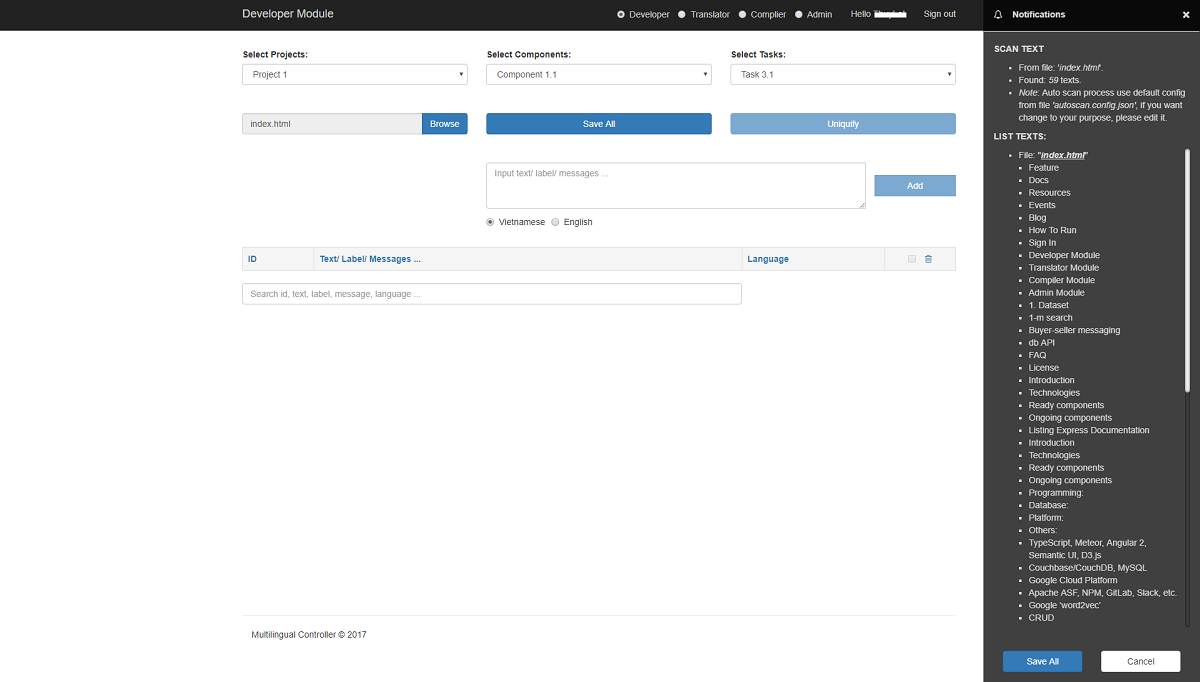 Developer Module
Developer Translator Complier Admin Hello Sign out
Select Projects: Select Components: Select Tasks:
Project 1 Component 1.1 Task 3.1
index.html Browse Save All Uniquify
Input text/ label/ messages ...
Add
Vietnamese English
ID Text/ Label/ Messages ... Language
Search id, text, label, message, language ...
Multilingual Controller © 2017
Notifications ×
SCAN TEXT
From file: 'index.html'.
Found: 59 texts.
Note: Auto scan process use default config
from file 'autoscan.config.json', if you want
change to your purpose, please edit it.
LIST TEXTS:
File: "index.html"
Feature
Docs
Resources
Events
Blog
How To Run
Sign In
Developer Module
Translator Module
Compiler Module
Admin Module
1. Dataset
1-m search
Buyer-seller messaging
db API
FAQ
License
Introduction
Technologies
Ready components
Ongoing components
Listing Express Documentation
Introduction
Technologies
Ready components
Ongoing components
Programming:
Database:
Platform:
Others:
TypeScript, Meteor, Angular 2,
Semantic UI, D3.js
Couchbase/CouchDB, MySQL
Google Cloud Platform
Apache ASF, NPM, GitLab, Slack, etc.
Google 'word2vec'
CRUD
Save All Cancel